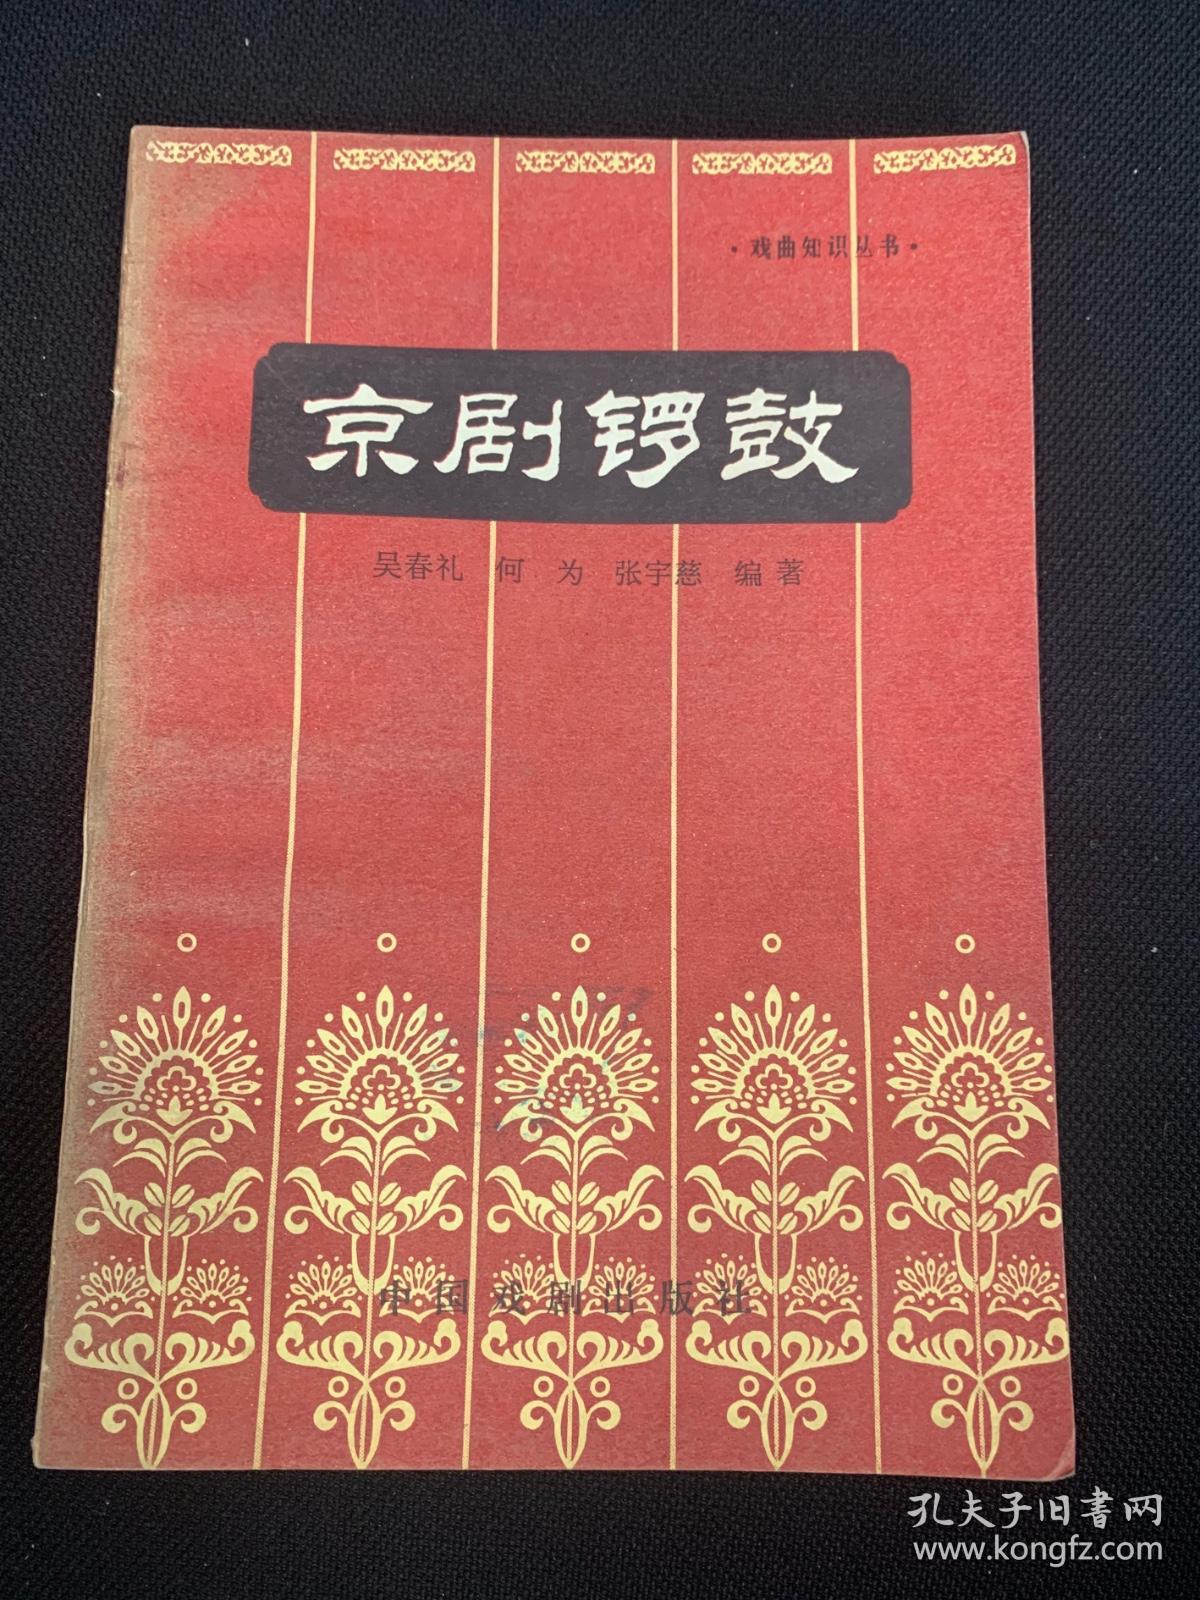 ·戏曲知识丛书·
京剧锣鼓
吴春礼 何为 张宇慈 编著
中国戏剧出版社
孔夫子旧书网
www.kongfz.com